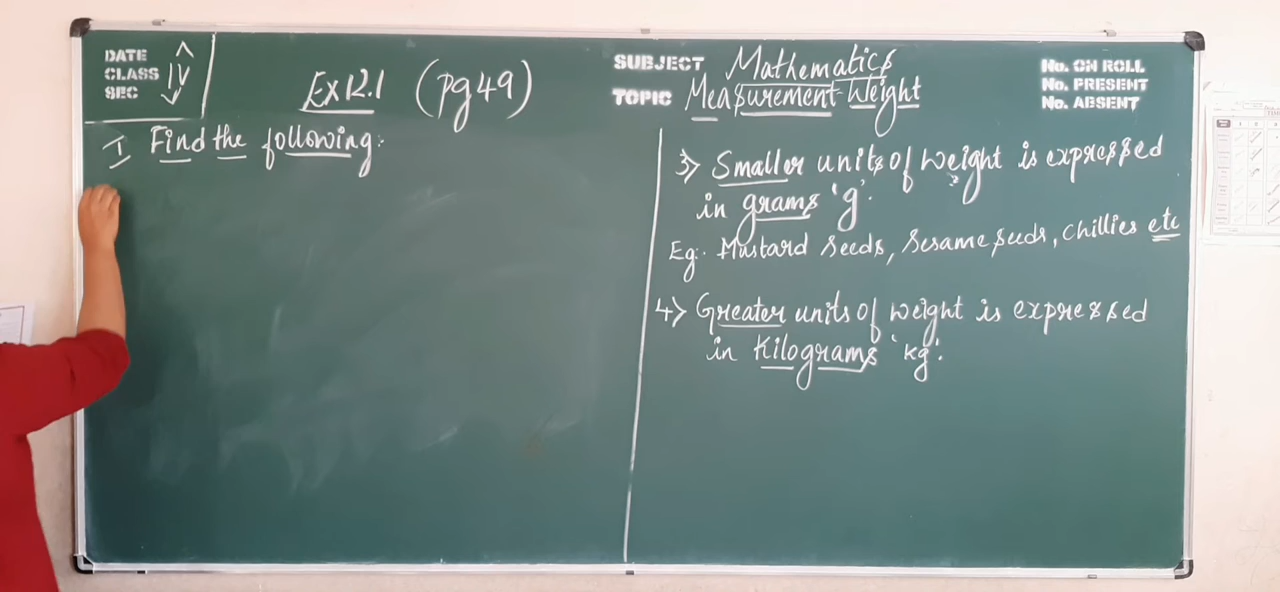 DATE
CLASS IV
SEC
Ex 12.1 (pg 49)
SUBJECT Mathematics
TOPIC Measurement Weight
No. ON ROLL
No. PRESENT
No. ABSENT
I Find the following:
3) Smaller units of weight is expressed
in grams 'g'.
Eg:. Mustard seeds, Sesame seeds, chillies etc
4) Greater units of weight is expressed
in Kilograms 'kg'.